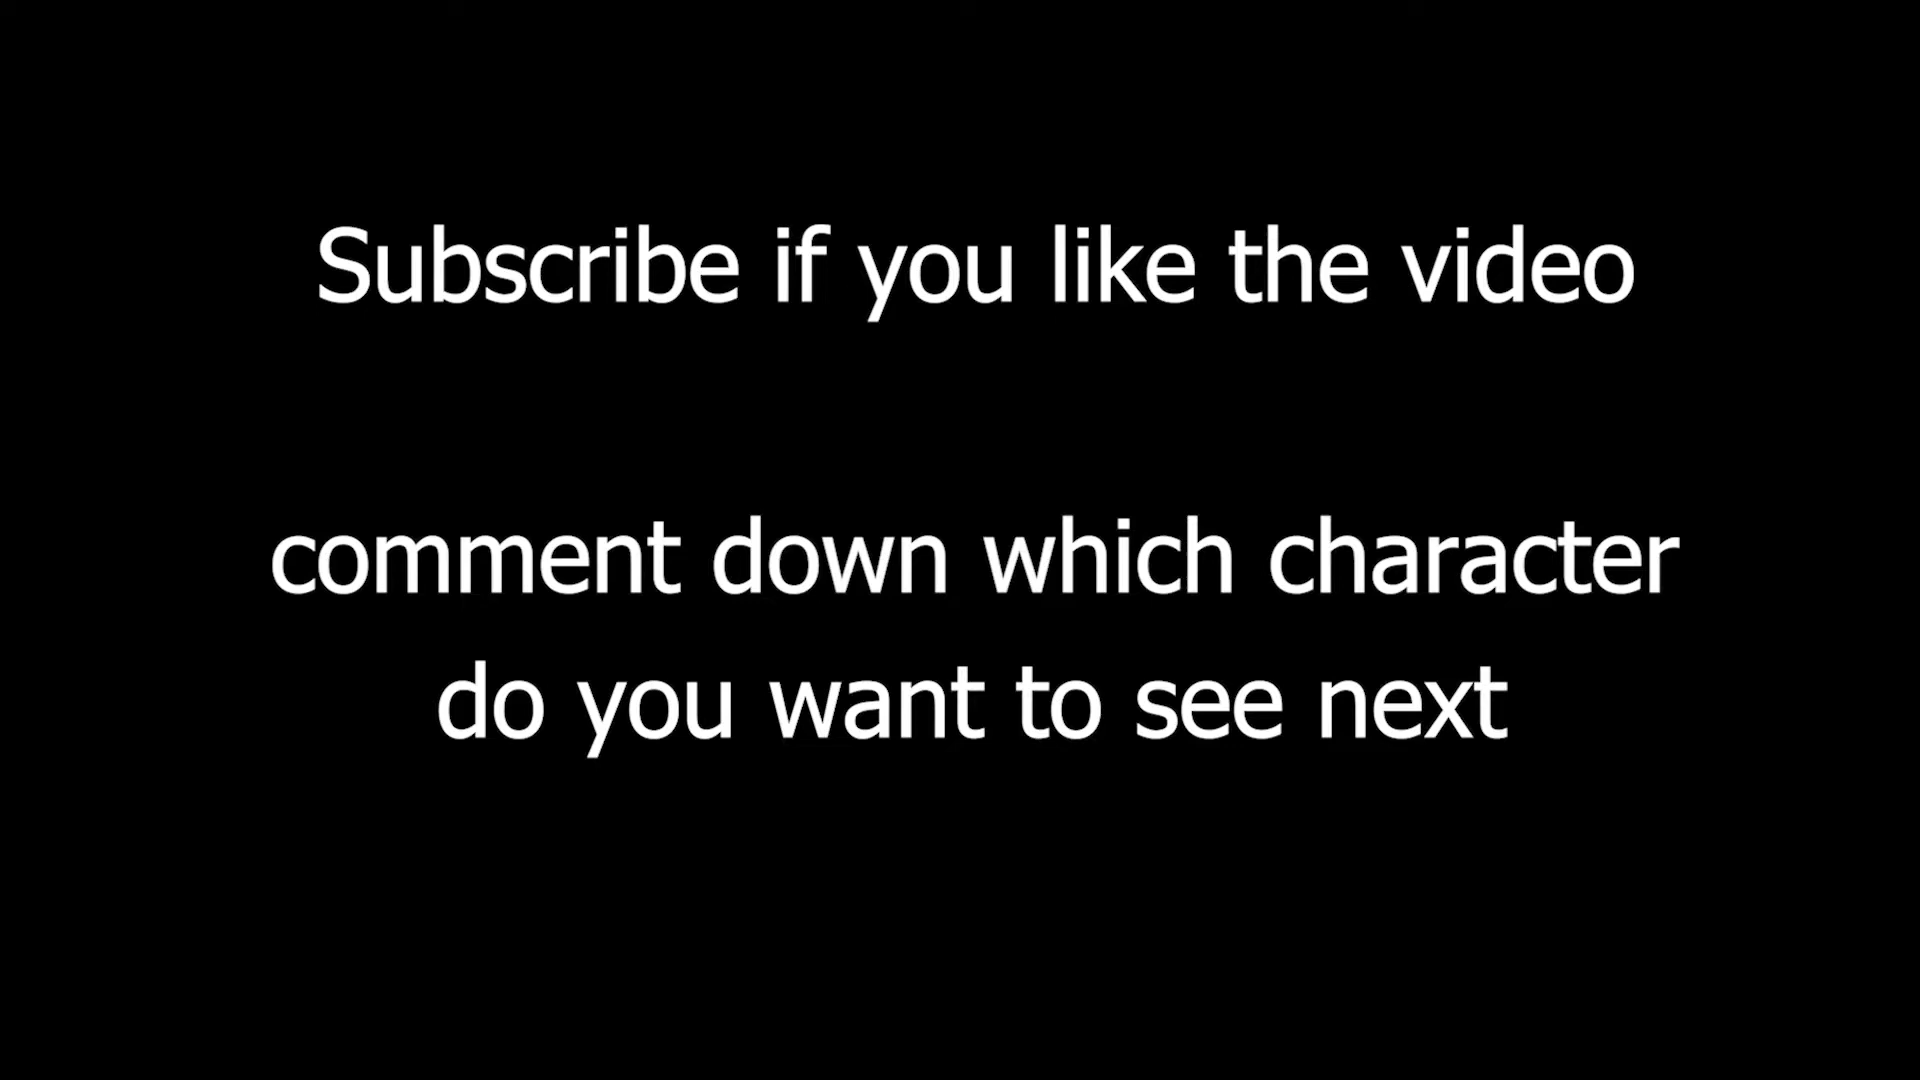 Subscribe if you like the video
comment down which character
do you want to see next